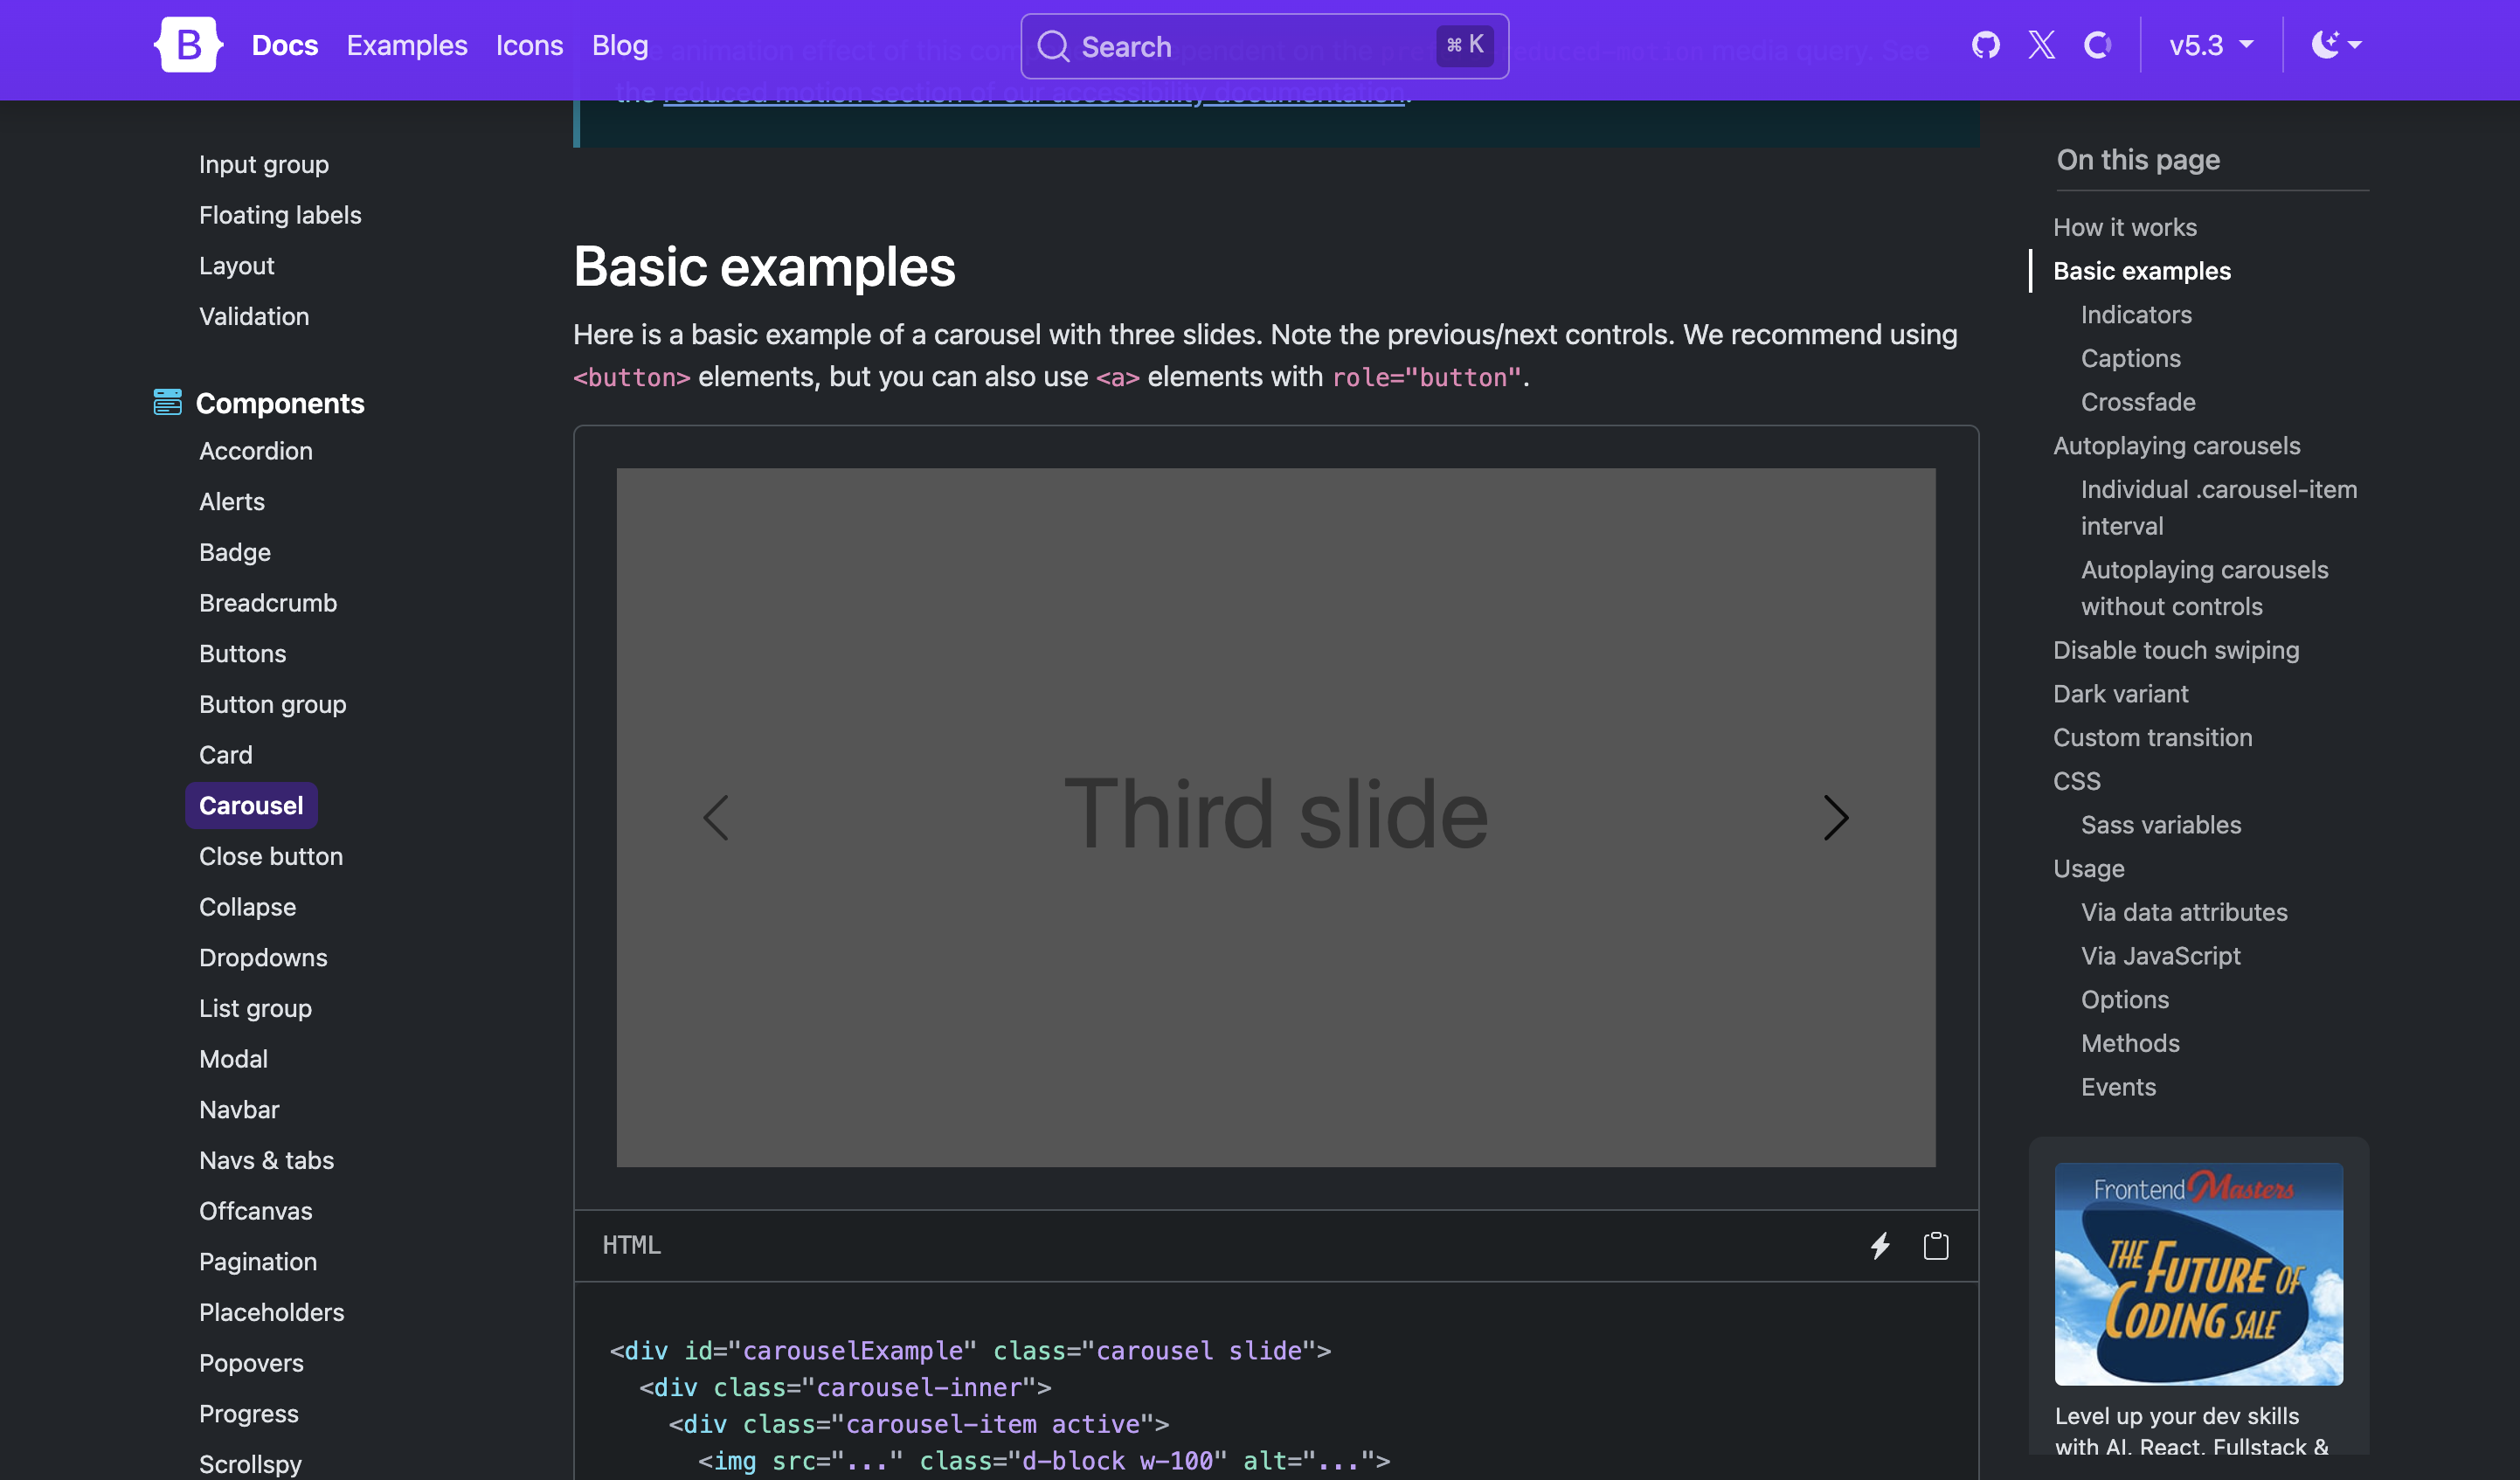 B
Docs
Examples
Icons
Blog
Search
⌘ K
v5.3
the reduced motion section of our accessibility documentation.
Input group
Floating labels
Layout
Validation
Components
Accordion
Alerts
Badge
Breadcrumb
Buttons
Button group
Card
Carousel
Close button
Collapse
Dropdowns
List group
Modal
Navbar
Navs & tabs
Offcanvas
Pagination
Placeholders
Popovers
Progress
Scrollspy
Basic examples
Here is a basic example of a carousel with three slides. Note the previous/next controls. We recommend using
<button> elements, but you can also use <a> elements with role="button".
Third slide
HTML
<div id="carouselExample" class="carousel slide">
<div class="carousel-inner">
<div class="carousel-item active">
<img src="..." class="d-block w-100" alt="...">
On this page
How it works
Basic examples
Indicators
Captions
Crossfade
Autoplaying carousels
Individual .carousel-item
interval
Autoplaying carousels
without controls
Disable touch swiping
Dark variant
Custom transition
CSS
Sass variables
Usage
Via data attributes
Via JavaScript
Options
Methods
Events
Frontend Masters
THE FUTURE OF
CODING SALE
Level up your dev skills
with AI, React, Fullstack &